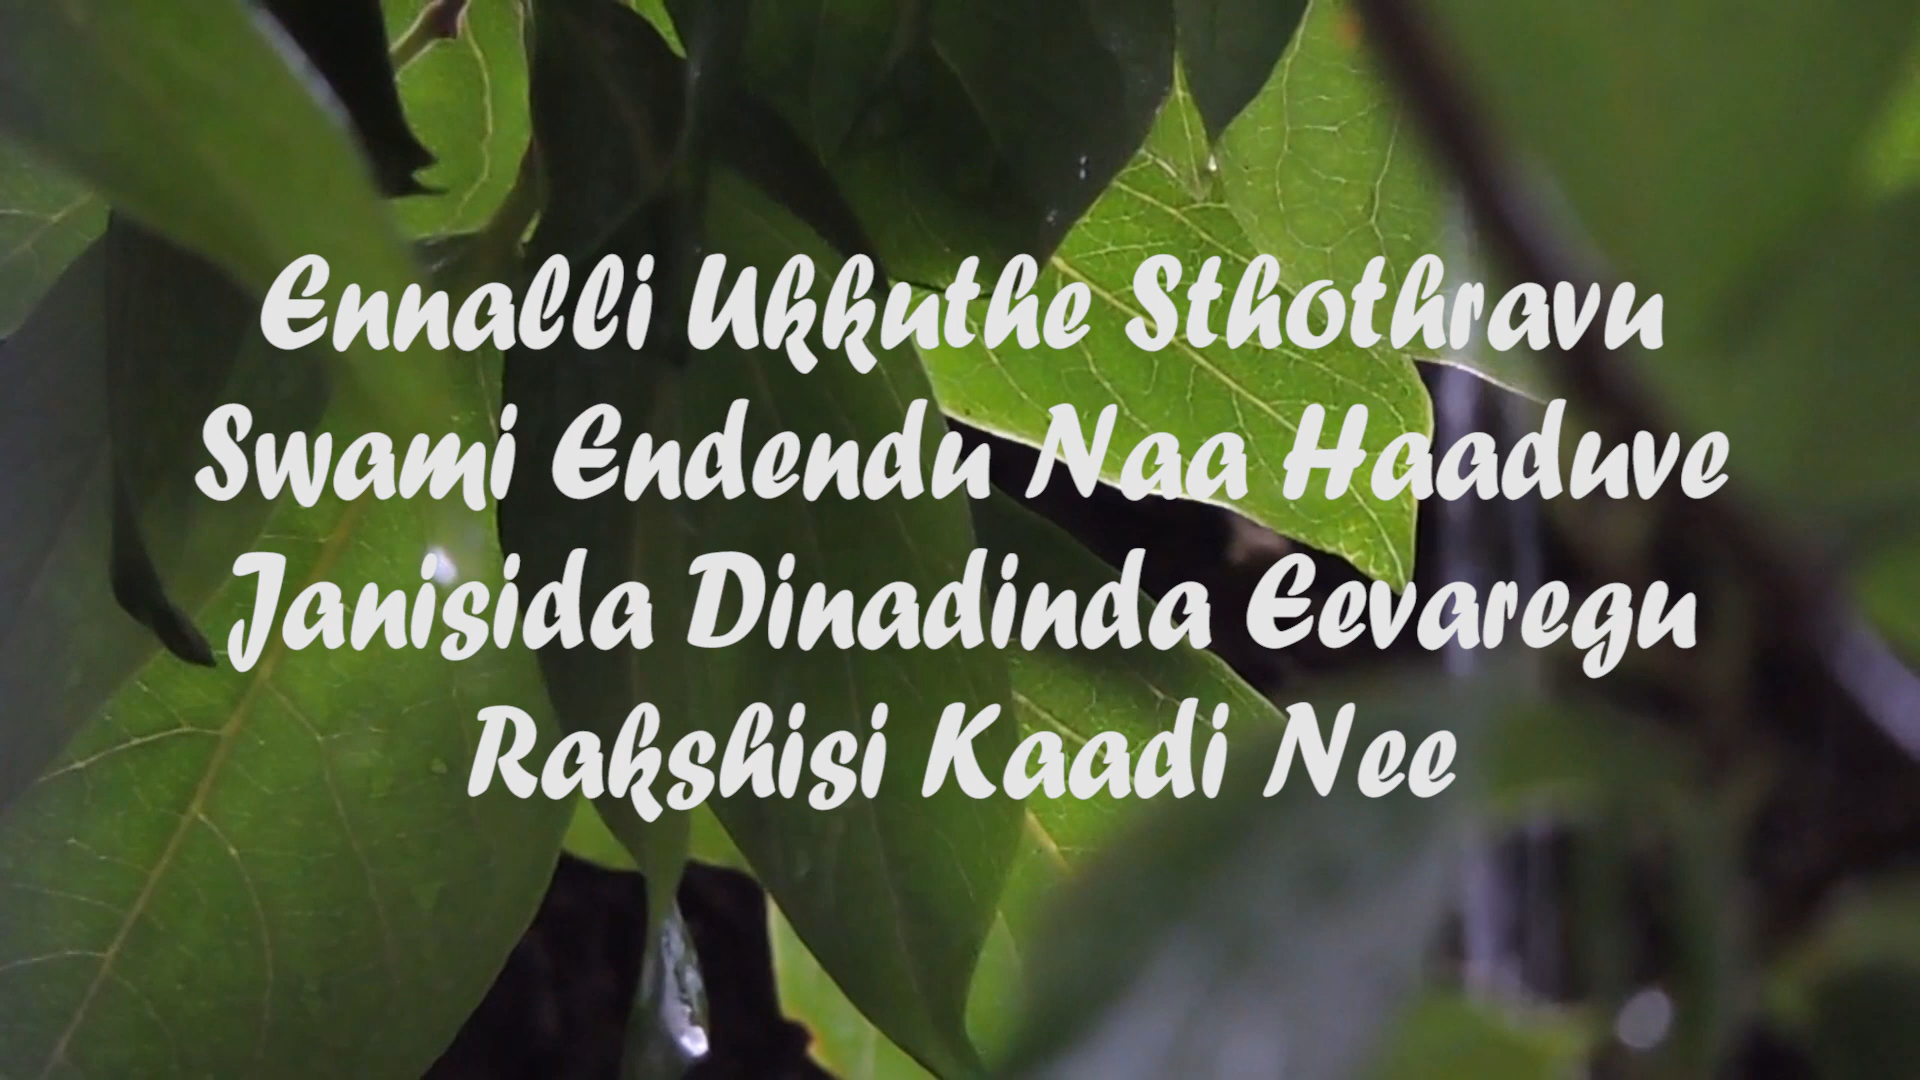 Ennalli Ukkuthe Sthothravu
Swami Endendu Naa Haaduve
Janisida Dinadinda Eevaregu
Rakshisi Kaadi Nee